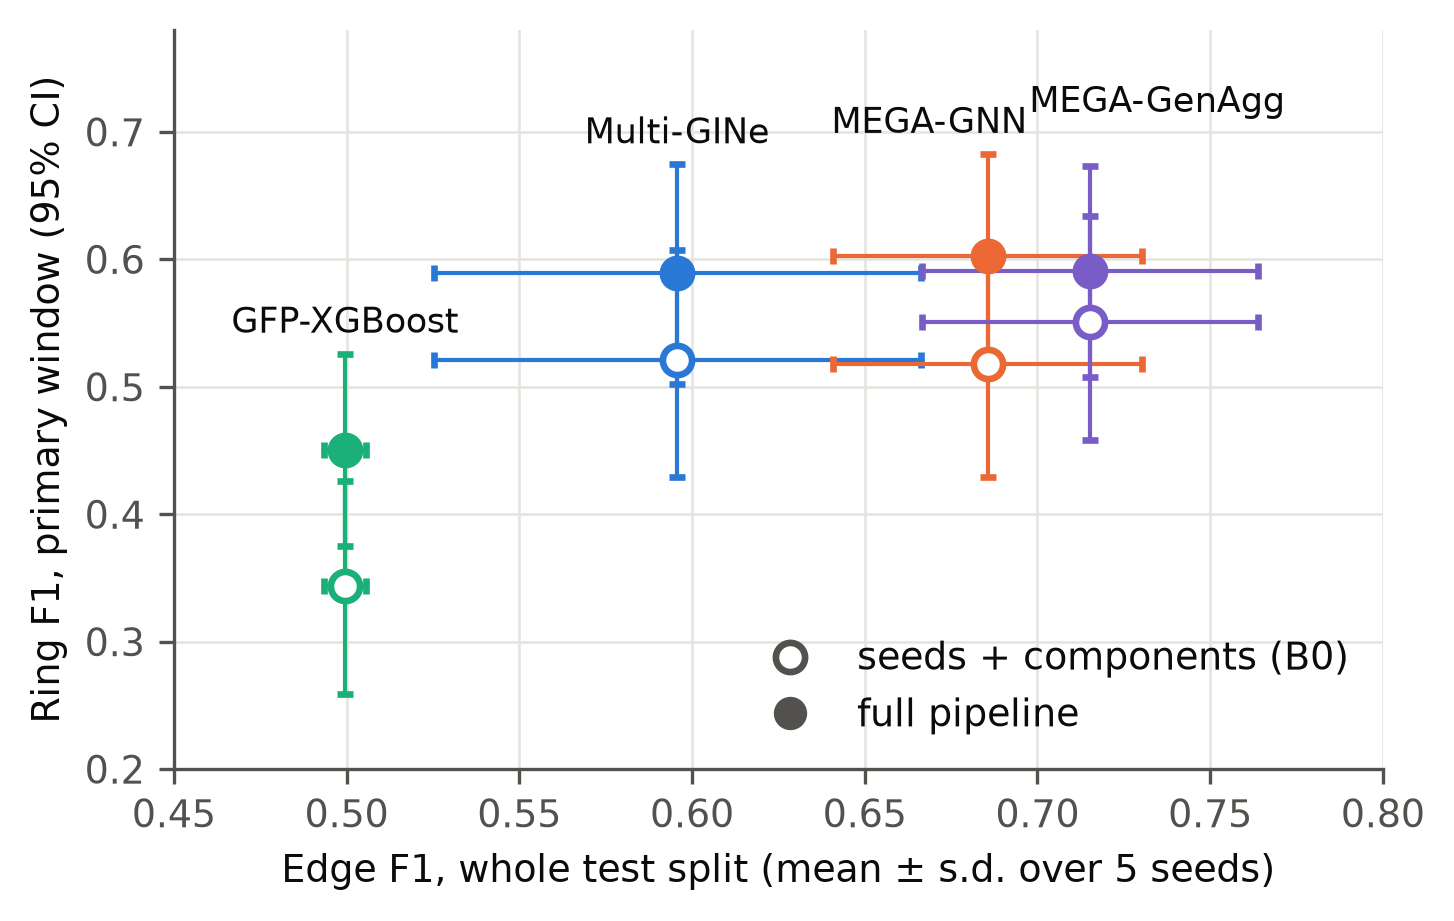 MEGA-GenAgg
MEGA-GNN
Multi-GINe
GFP-XGBoost
Ring F1, primary window (95% CI)
0.7
0.6
0.5
0.4
0.3
0.2
seeds + components (B0)
full pipeline
0.45 0.50 0.55 0.60 0.65 0.70 0.75 0.80
Edge F1, whole test split (mean ± s.d. over 5 seeds)